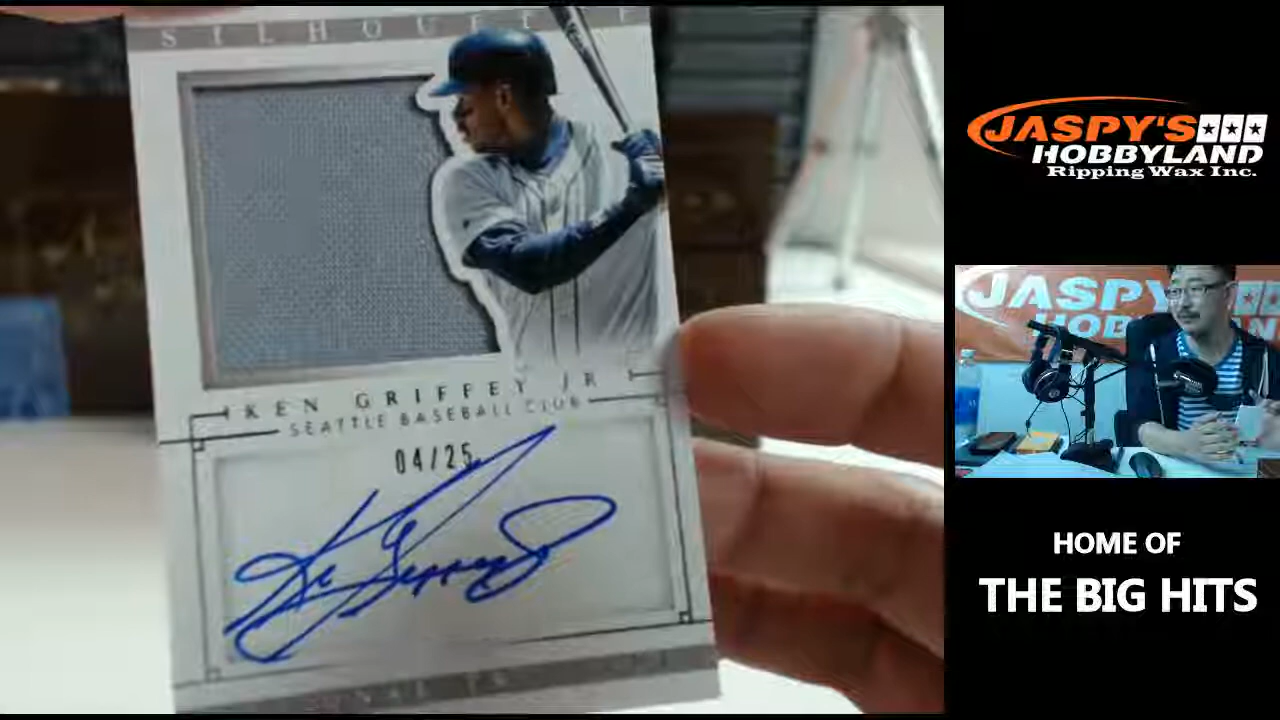 SILHOUETTE
KEN GRIFFEY JR
SEATTLE BASEBALL CLUB
04/25
JASPY'S
HOBBYLAND
Ripping Wax Inc.
JASPY
HOME OF
THE BIG HITS